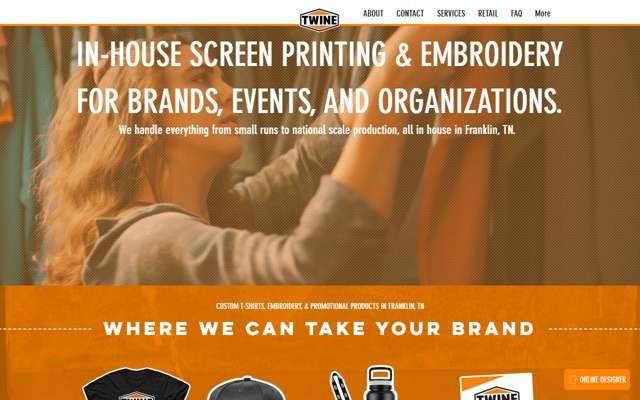 TWINE
ABOUT CONTACT SERVICES RETAIL FAQ More
IN-HOUSE SCREEN PRINTING & EMBROIDERY
FOR BRANDS, EVENTS, AND ORGANIZATIONS.
We handle everything from small runs to national scale production, all in house in Franklin, TN.
CUSTOM T-SHIRTS, EMBROIDERY, & PROMOTIONAL PRODUCTS IN FRANKLIN, TN
WHERE WE CAN TAKE YOUR BRAND
ONLINE DESIGNER
TWINE
TWINE